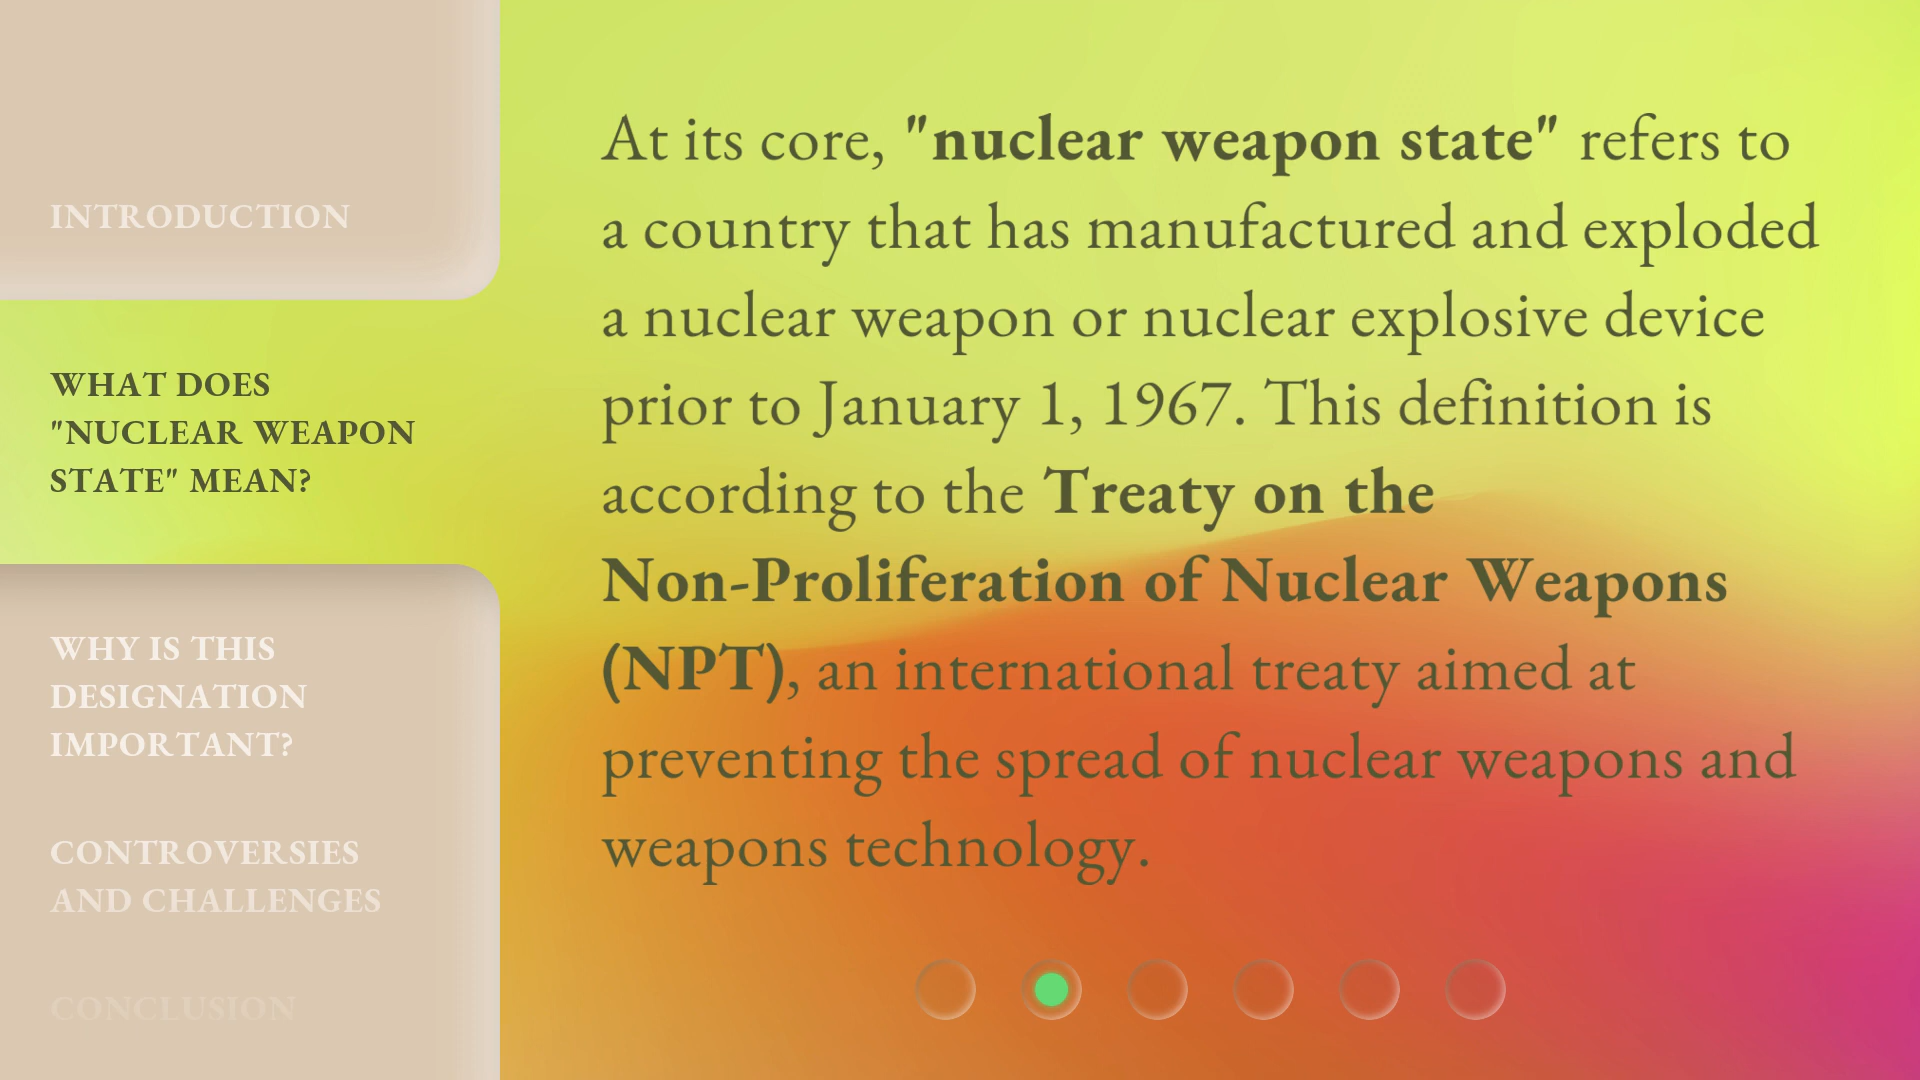 INTRODUCTION
WHAT DOES
"NUCLEAR WEAPON
STATE" MEAN?
WHY IS THIS
DESIGNATION
IMPORTANT?
CONTROVERSIES
AND CHALLENGES
CONCLUSION
At its core, "nuclear weapon state" refers to
a country that has manufactured and exploded
a nuclear weapon or nuclear explosive device
prior to January 1, 1967. This definition is
according to the Treaty on the
Non-Proliferation of Nuclear Weapons
(NPT), an international treaty aimed at
preventing the spread of nuclear weapons and
weapons technology.